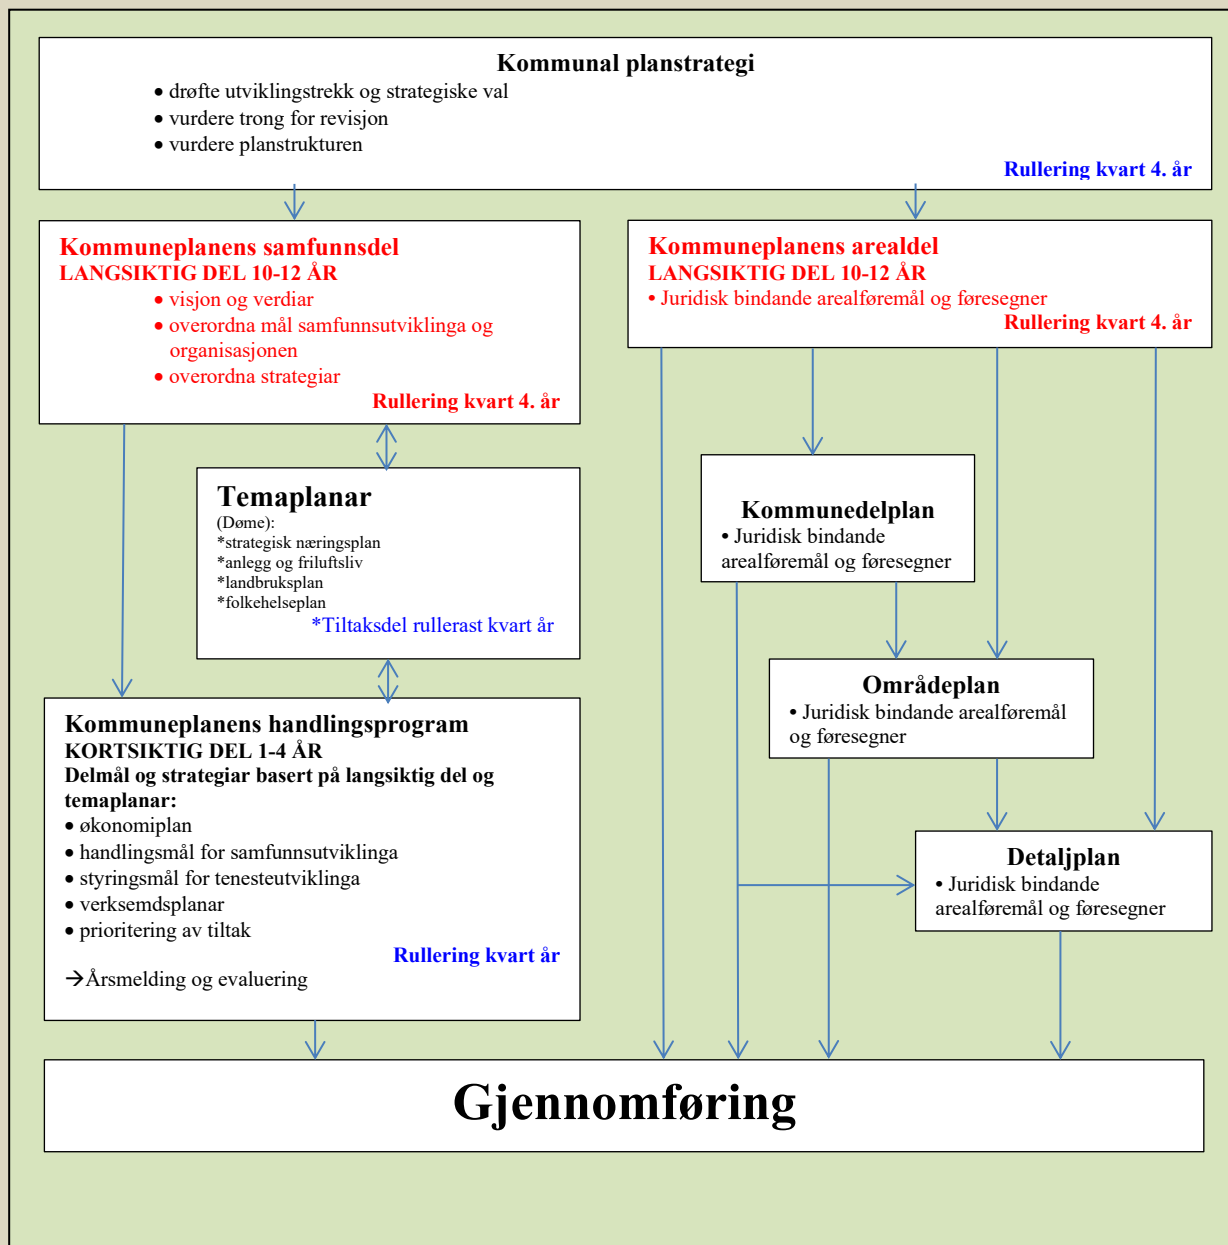 Kommunal planstrategi
• drøfte utviklingstrekk og strategiske val
• vurdere trong for revisjon
• vurdere planstrukturen
Rullering kvart 4. år
Kommuneplanens samfunnsdel
LANGSIKTIG DEL 10-12 ÅR
• visjon og verdiar
• overordna mål samfunnsutviklinga og
organisasjonen
• overordna strategiar
Rullering kvart 4. år
Kommuneplanens arealdel
LANGSIKTIG DEL 10-12 ÅR
• Juridisk bindande arealføremål og føresegner
Rullering kvart 4. år
Temaplanar
(Døme):
*strategisk næringsplan
*anlegg og friluftsliv
*landbruksplan
*folkehelseplan
*Tiltaksdel rullerast kvart år
Kommunedelplan
• Juridisk bindande
arealføremål og føresegner
Områdeplan
• Juridisk bindande arealføremål
og føresegner
Kommuneplanens handlingsprogram
KORTSIKTIG DEL 1-4 ÅR
Delmål og strategiar basert på langsiktig del og
temaplanar:
• økonomiplan
• handlingsmål for samfunnsutviklinga
• styringsmål for tenesteutviklinga
• verksemdsplanar
• prioritering av tiltak
Rullering kvart år
→Årsmelding og evaluering
Detaljplan
• Juridisk bindande
arealføremål og føresegner
Gjennomføring